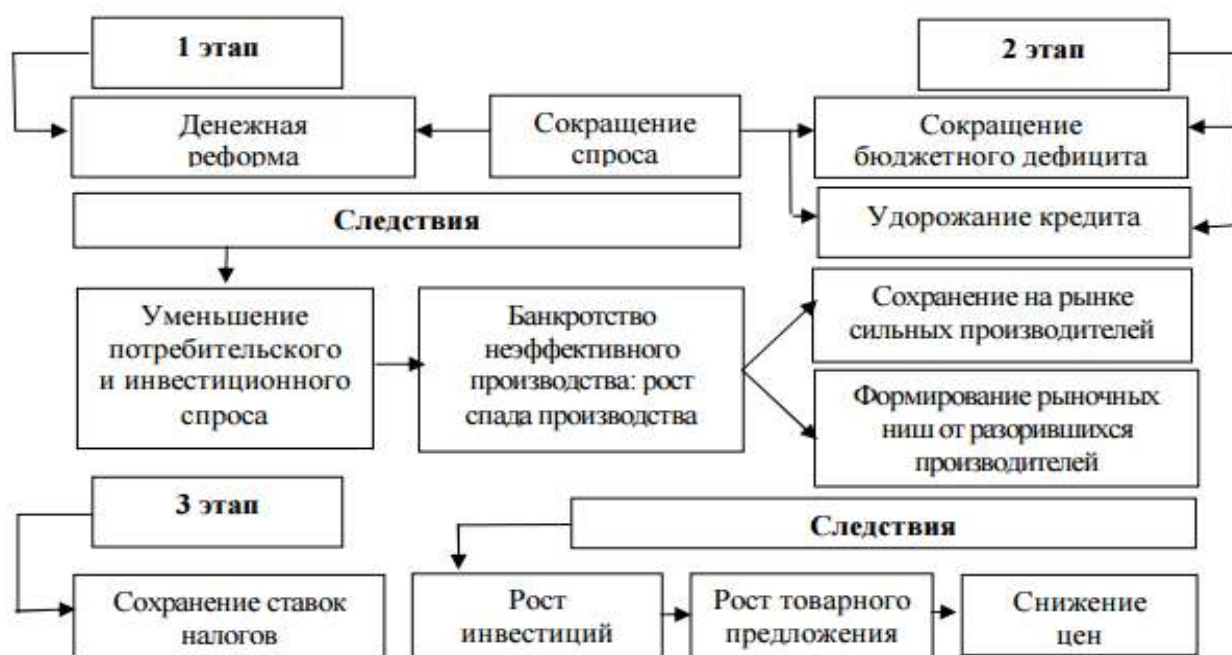 1 этап
2 этап
Денежная
реформа
Сокращение
спроса
Сокращение
бюджетного дефицита
Следствия
Удорожание кредита
Уменьшение
потребительского
и инвестиционного
спроса
Банкротство
неэффективного
производства: рост
спада производства
Сохранение на рынке
сильных производителей
Формирование рыночных
ниш от разорившихся
производителей
3 этап
Следствия
Сохранение ставок
налогов
Рост
инвестиций
Рост товарного
предложения
Снижение
цен